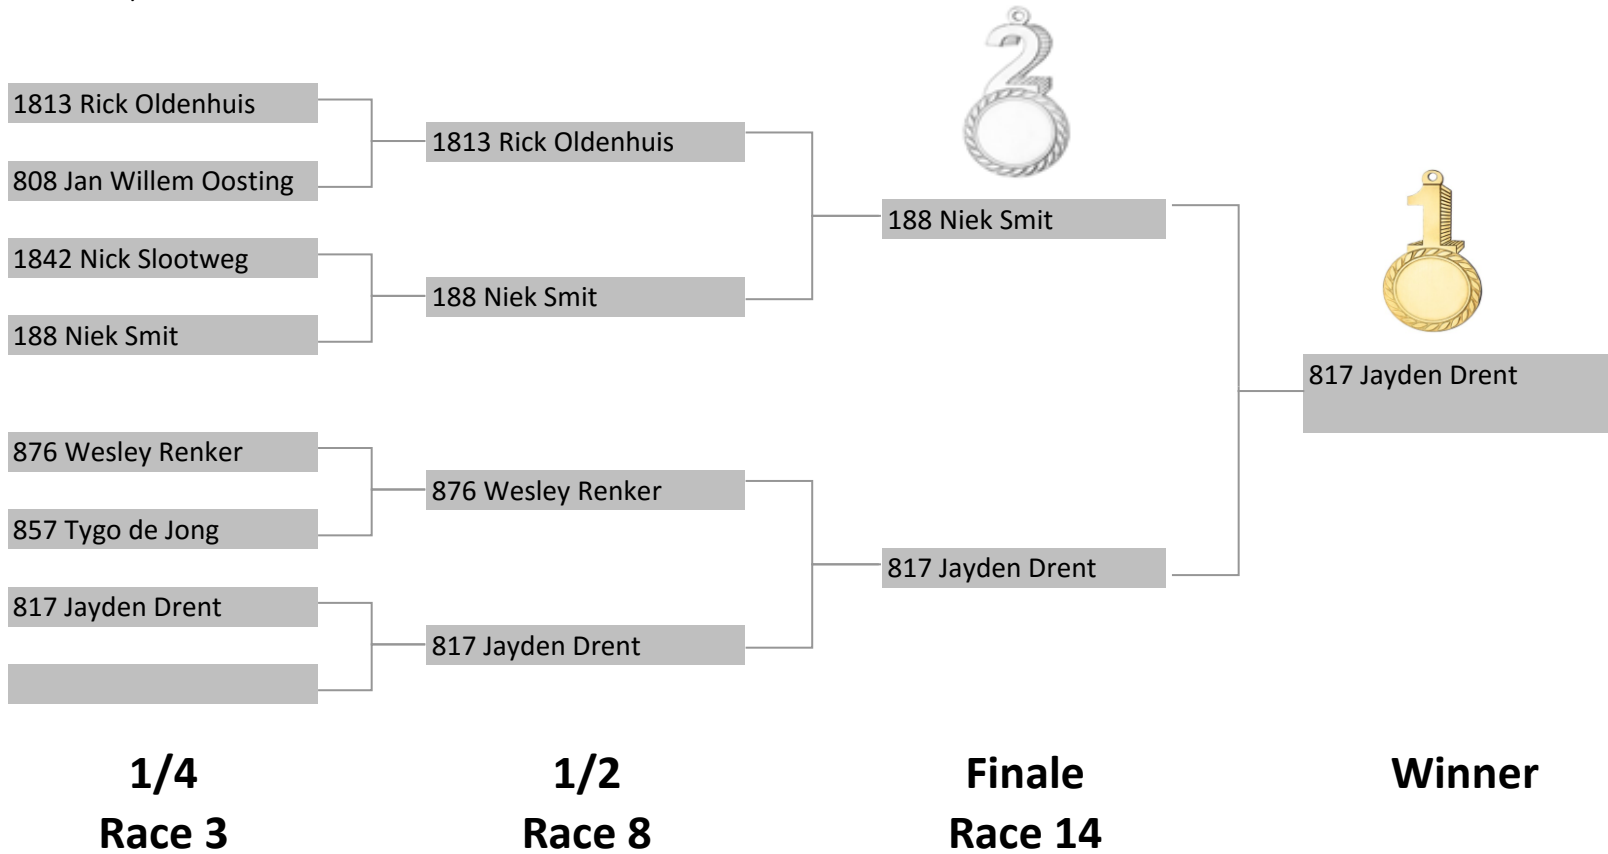 1813 Rick Oldenhuis
808 Jan Willem Oosting
1842 Nick Slootweg
188 Niek Smit
876 Wesley Renker
857 Tygo de Jong
817 Jayden Drent
1/4
Race 3
1813 Rick Oldenhuis
188 Niek Smit
876 Wesley Renker
817 Jayden Drent
1/2
Race 8
2
188 Niek Smit
817 Jayden Drent
Finale
Race 14
1
817 Jayden Drent
Winner